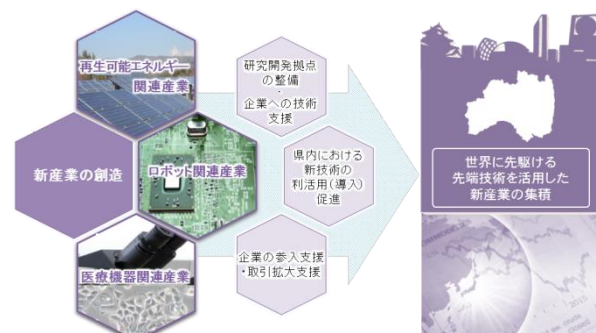 再生可能エネルギー
関連産業
新産業の創造
ロボット関連産業
医療機器関連産業
研究開発拠点
の整備
・
企業への技術
支援
県内における
新技術の
利活用(導入)
促進
企業の参入支援
・取引拡大支援
世界に先駆ける
先端技術を活用した
新産業の集積
2015